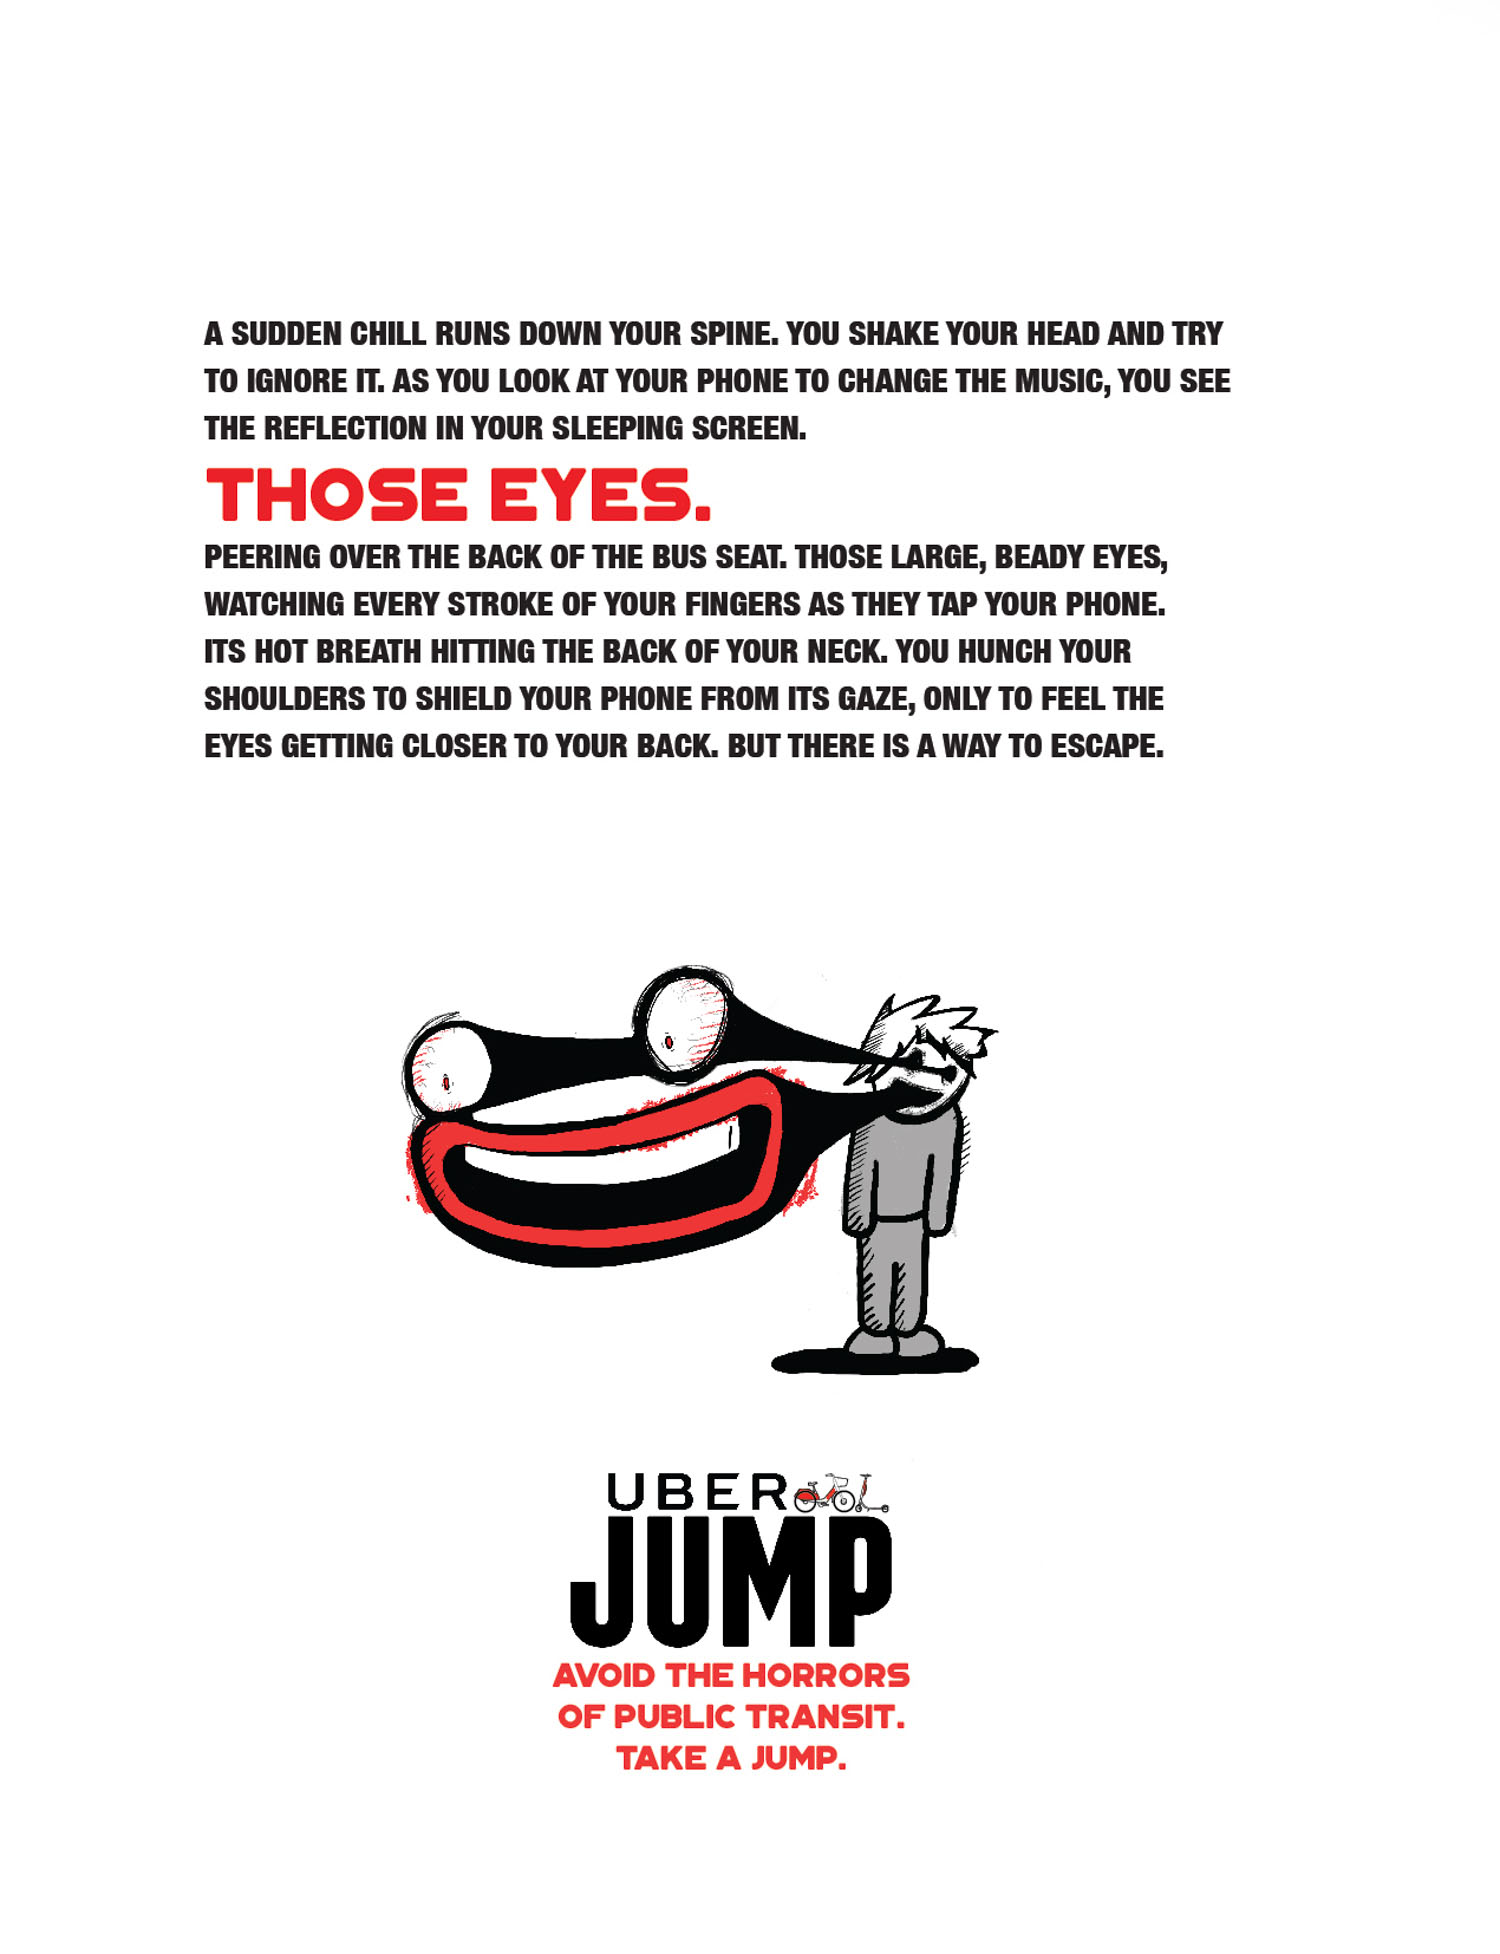 A SUDDEN CHILL RUNS DOWN YOUR SPINE. YOU SHAKE YOUR HEAD AND TRY
TO IGNORE IT. AS YOU LOOK AT YOUR PHONE TO CHANGE THE MUSIC, YOU SEE
THE REFLECTION IN YOUR SLEEPING SCREEN.
THOSE EYES.
PEERING OVER THE BACK OF THE BUS SEAT. THOSE LARGE, BEADY EYES,
WATCHING EVERY STROKE OF YOUR FINGERS AS THEY TAP YOUR PHONE.
ITS HOT BREATH HITTING THE BACK OF YOUR NECK. YOU HUNCH YOUR
SHOULDERS TO SHIELD YOUR PHONE FROM ITS GAZE, ONLY TO FEEL THE
EYES GETTING CLOSER TO YOUR BACK. BUT THERE IS A WAY TO ESCAPE.
UBER
JUMP
AVOID THE HORRORS
OF PUBLIC TRANSIT.
TAKE A JUMP.